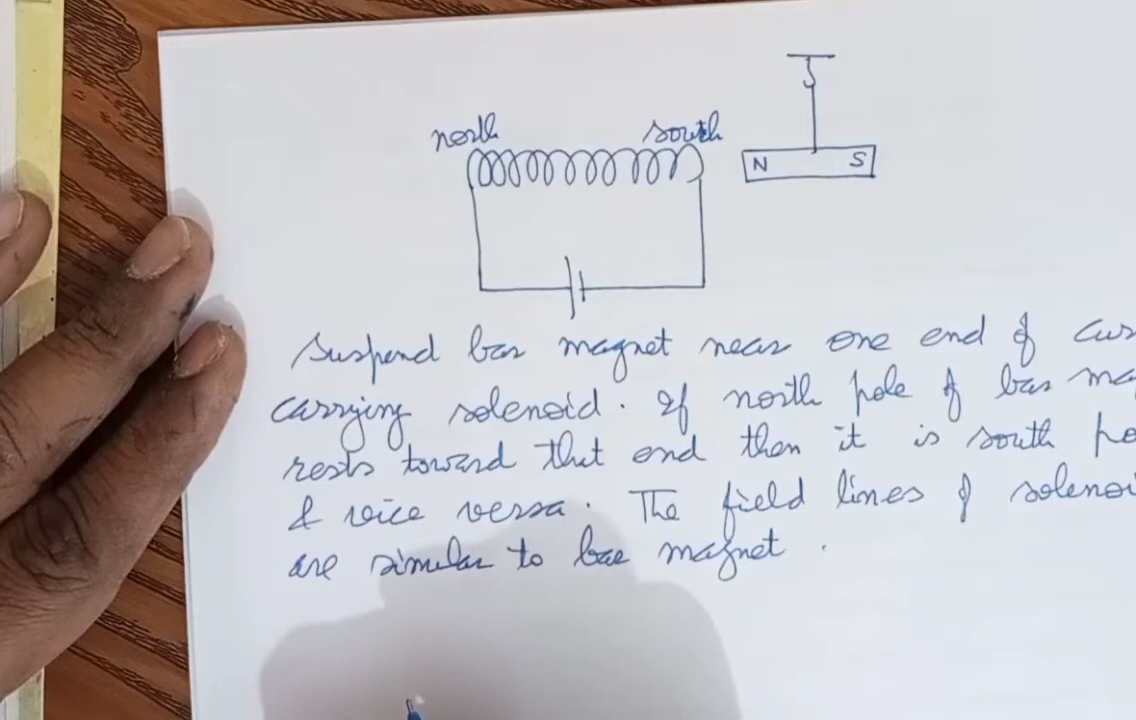 north south
N S
Suspend bar magnet near one end of
carrying solenoid. If north pole of bar
rests toward that end then it is south
& vice versa. The field lines of
are similar to bar magnet.